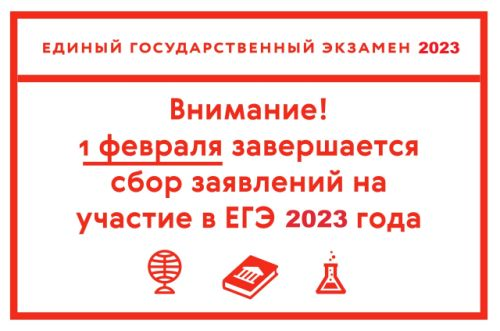 ЕДИНЫЙ ГОСУДАРСТВЕННЫЙ ЭКЗАМЕН 2023
Внимание!
1 февраля завершается
сбор заявлений на
участие в ЕГЭ 2023 года